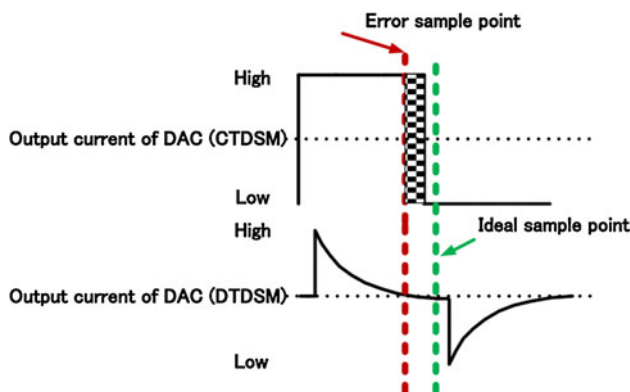 Error sample point
High
Output current of DAC (CTDSM)
Low
Ideal sample point
High
Output current of DAC (DTDSM)
Low